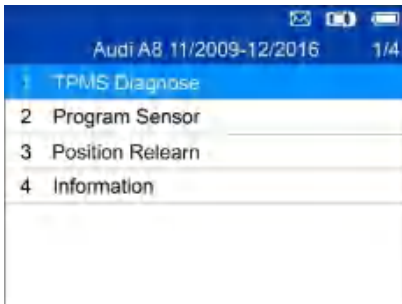 Audi A8 11/2009-12/2016 1/4
1 TPMS Diagnose
2 Program Sensor
3 Position Relearn
4 Information